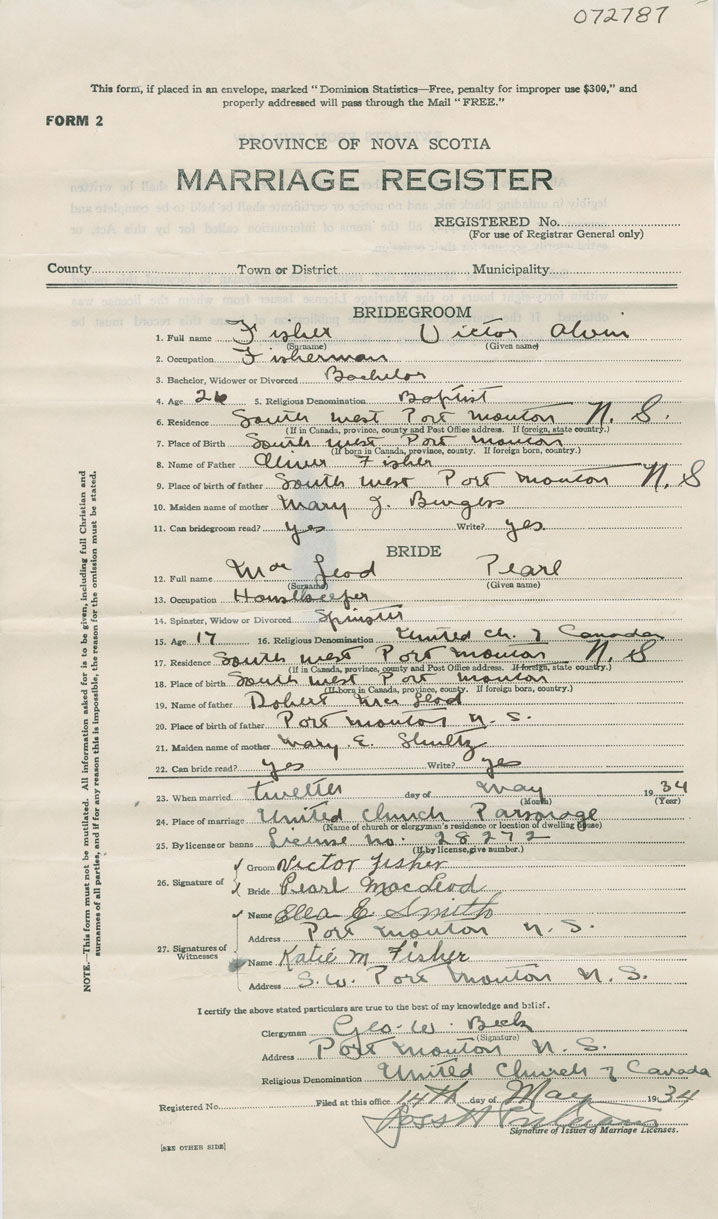 072787
This form, if placed in an envelope, marked "Dominion Statistics—Free, penalty for improper use $300," and
properly addressed will pass through the Mail "FREE."
FORM 2
PROVINCE OF NOVA SCOTIA
MARRIAGE REGISTER
REGISTERED No.
(For use of Registrar General only)
County Town or District Municipality
BRIDEGROOM
1. Full name Fisher Victor Alvin
(Surname) (Given name)
2. Occupation Fisherman
3. Bachelor, Widower or Divorced Bachelor
4. Age 26 5. Religious Denomination Baptist
6. Residence South West Port Mouton N. S.
(If in Canada, province, county and Post Office address. If foreign, state country.)
7. Place of Birth South West Port Mouton
(If born in Canada, province, county. If foreign born, country.)
8. Name of Father Oliver Fisher
9. Place of birth of father South West Port Mouton N. S
10. Maiden name of mother Mary J. Burgess
11. Can bridegroom read? yes Write? yes.
BRIDE
12. Full name Mac Leod Pearl
(Surname) (Given name)
13. Occupation Housekeeper
14. Spinster, Widow or Divorced Spinster
15. Age 17 16. Religious Denomination United Ch. of Canada
17. Residence South West Port Mouton N. S
(If in Canada, province, county and Post Office address. If foreign, state country.)
18. Place of birth South West Port Mouton
(If born in Canada, province, county. If foreign born, country.)
19. Name of father Robert Mac Leod
20. Place of birth of father Port Mouton N. S.
21. Maiden name of mother Mary E. Shultz
22. Can bride read? yes Write? yes
23. When married day of May 1934
(Month) (Year)
24. Place of marriage United Church Parsonage
(Name of church or clergyman's residence or location of dwelling house)
25. By license or banns License no. 28272
(If by license, give number.)
26. Signature of Groom Victor Fisher
Bride Pearl MacLeod
27. Signatures of Witnesses
Name Ella E Smith
Address Port Mouton N. S.
Name Katie M Fisher
Address S.W. Port Mouton N. S.
I certify the above stated particulars are true to the best of my knowledge and belief.
Clergyman Geo. W. Beck
(Signature)
Address Port Mouton N. S.
Religious Denomination United Church of Canada
Registered No. Filed at this office 14th day of May 1934
Signature of Issuer of Marriage Licenses.
[SEE OTHER SIDE]
NOTE.—This form must not be mutilated. All information asked for is to be given, including full Christian and
surnames of all parties, and if for any reason this is impossible, the reason for the omission must be stated.